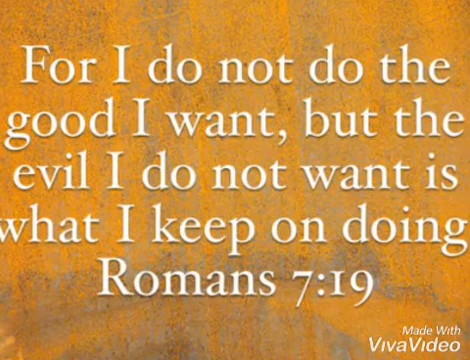 For I do not do the
good I want, but the
evil I do not want is
what I keep on doing
Romans 7:19
Made With
VivaVideo